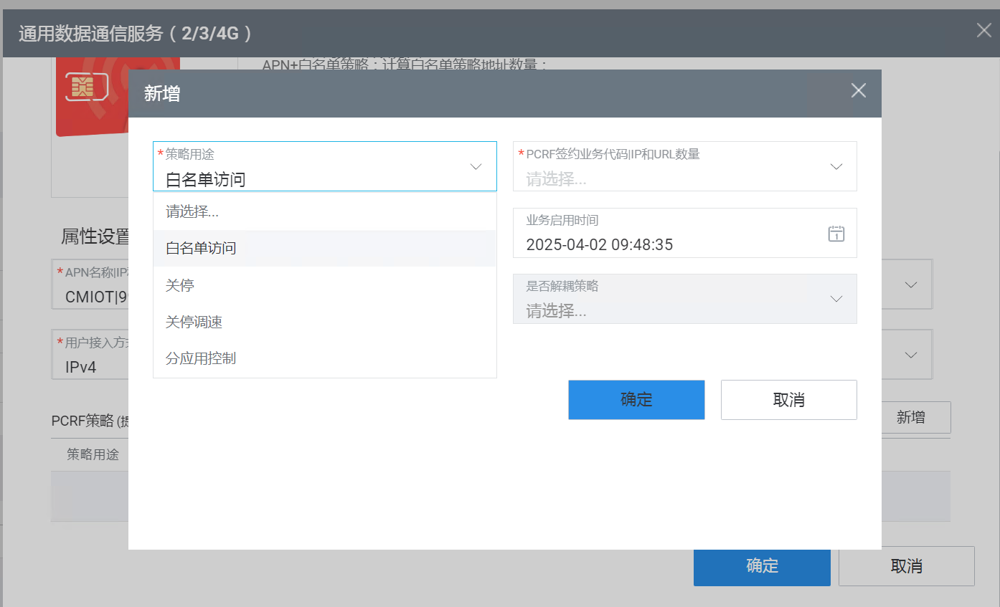 通用数据通信服务（2/3/4G）
APN+白名单策略：计算白名单策略地址数量；
新增
*策略用途
白名单访问
*PCRF签约业务代码|IP和URL数量
请选择...
请选择...
白名单访问
关停
关停调速
分应用控制
业务启用时间
2025-04-02 09:48:35
是否解耦策略
请选择...
确定
取消
属性设置
*APN名称|IP
CMIOT|9
*用户接入方式
IPv4
PCRF策略 (提
新增
策略用途
确定
取消